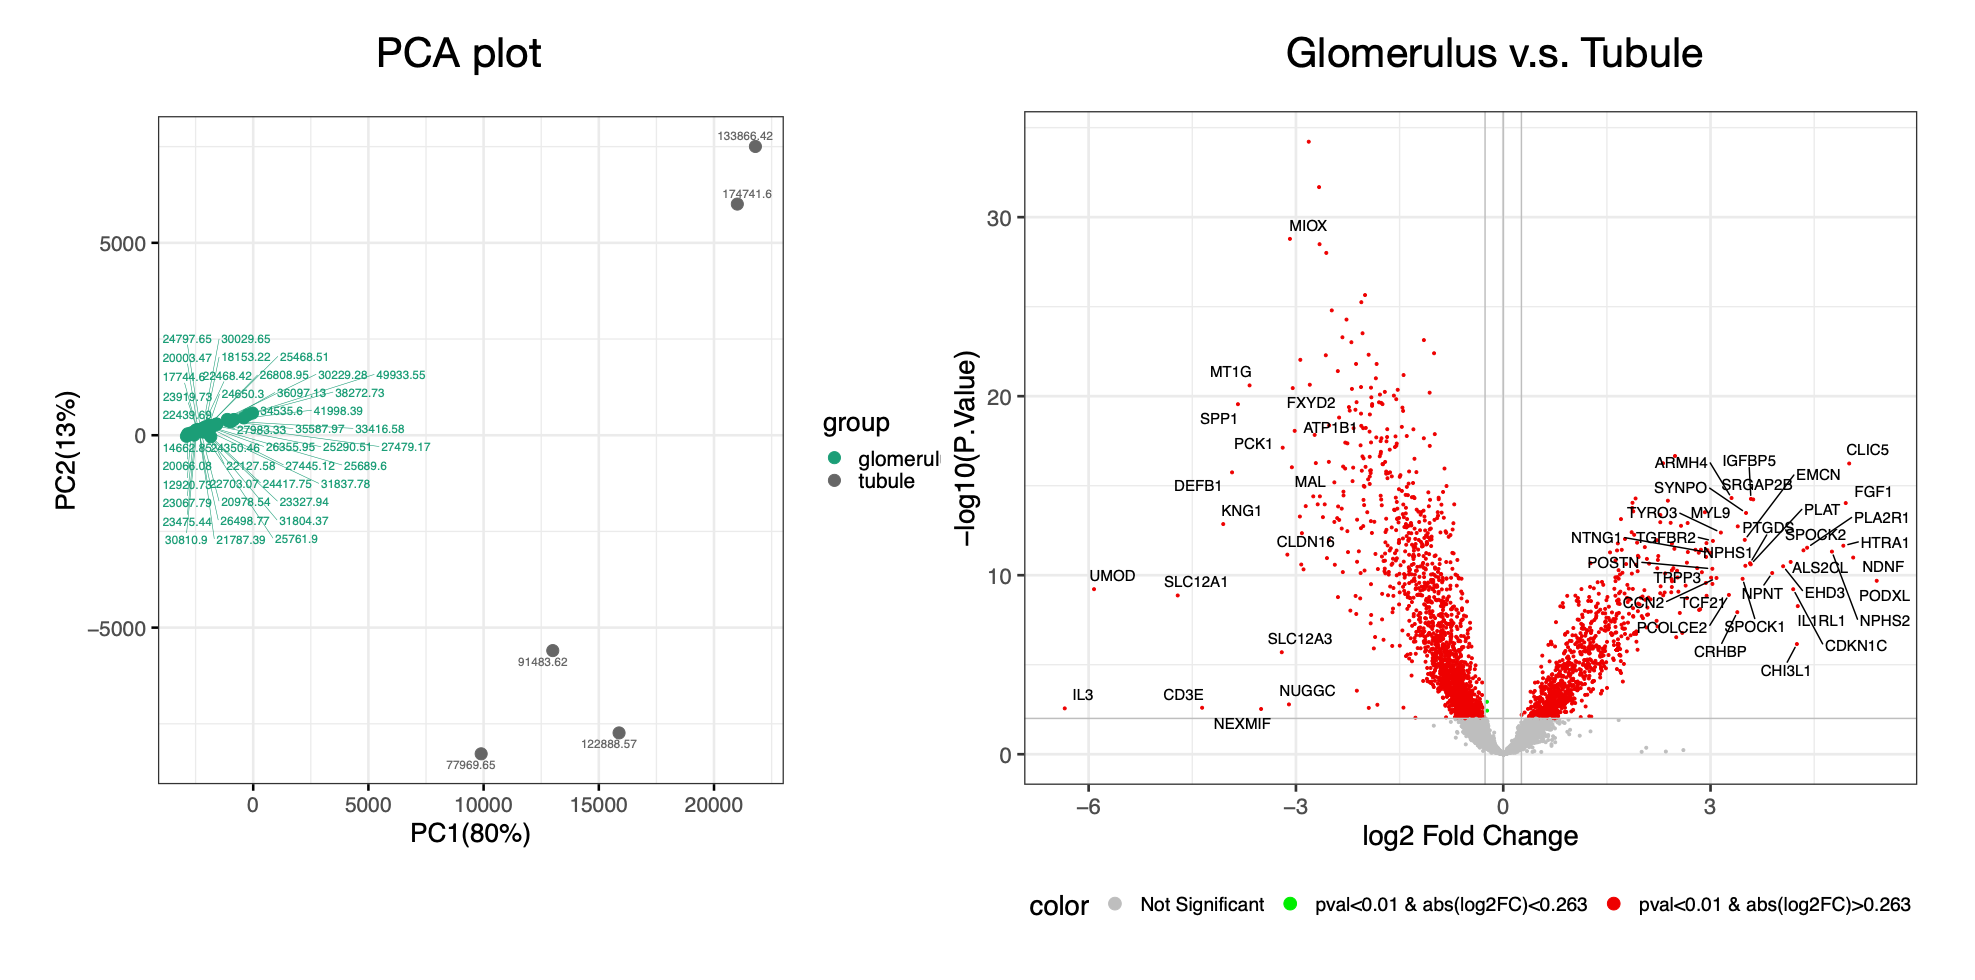 PCA plot
133866.42
174741.6
5000
24797.65 30029.65
20003.47 18153.22 25468.51
17744.6 22468.42 26808.95 30229.28 49933.55
23919.73 24650.3 36097.13 38272.73
22439.69 34535.6 41998.39
0 27983.33 35587.97 33416.58
14662.85 24350.46 26355.95 25290.51 27479.17
20066.08 22127.58 27445.12 25689.6
12920.73 22703.07 24417.75 31837.78
23067.79 20978.54 23327.94
23475.44 26498.77 31804.37
30810.9 21787.39 25761.9
−5000
91483.62
122888.57
77969.65
0 5000 10000 15000 20000
PC1(80%)
PC2(13%)
group
glomerul
tubule
Glomerulus v.s. Tubule
30
MIOX
MT1G
20
FXYD2
SPP1
ATP1B1
PCK1
CLIC5
ARMH4 IGFBP5
EMCN
MAL
DEFB1
SYNPO SRGAP2B
FGF1
KNG1
TYRO3 MYL9
PLAT
PLA2R1
PTGDS
SPOCK2
CLDN16
NTNG1 TGFBR2
HTRA1
NPHS1
POSTN
ALS2CL NDNF
10
UMOD
SLC12A1
TPPP3
NPNT EHD3 PODXL
CCN2 TCF21
IL1RL1 NPHS2
PCOLCE2 SPOCK1
SLC12A3
CRHBP
CDKN1C
CHI3L1
IL3 CD3E NUGGC
NEXMIF
0
−6 −3 0 3
log2 Fold Change
−log10(P.Value)
color
Not Significant
pval<0.01 & abs(log2FC)<0.263
pval<0.01 & abs(log2FC)>0.263